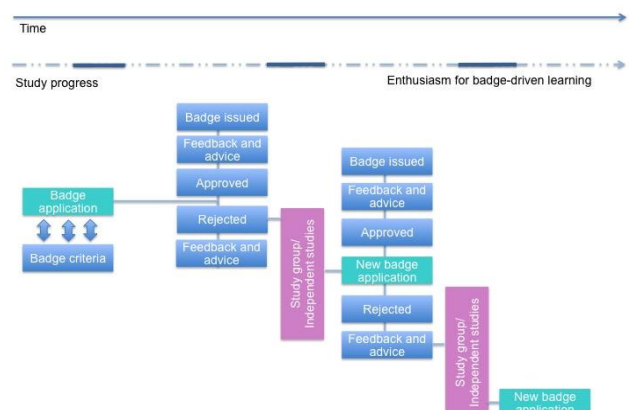 Time
Study progress
Enthusiasm for badge-driven learning
Badge issued
Feedback and
advice
Approved
Badge
application
Rejected
Badge criteria
Feedback and
advice
Study group/
Independent studies
Badge issued
Feedback and
advice
Approved
New badge
application
Rejected
Feedback and
advice
Study group/
Independent studies
New badge
application